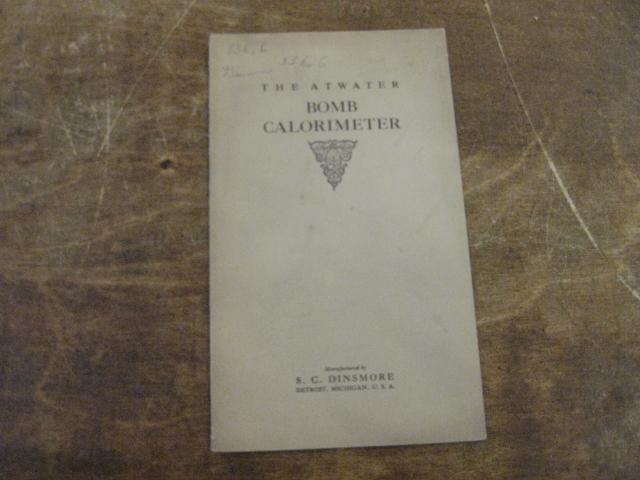 THE ATWATER
BOMB
CALORIMETER
Manufactured by
S. C. DINSMORE
DETROIT, MICHIGAN, U. S. A.